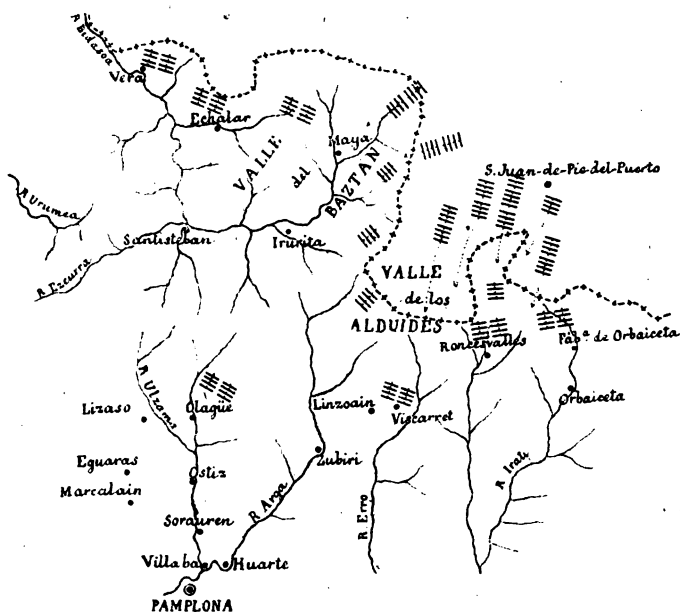 R. Bidasoa
Vera
Echalar
Maya
VALLE
del
BAZTAN
S. Juan-de-Pie-del-Puerto
R. Urumea
Santisteban
Irurita
R. Ezcurra
VALLE
de los
ALDUIDES
Roncesvalles
Fáb.ª de Orbaiceta
R. Ulzama
Lizaso
Olagüe
Linzoain
Viscarret
Orbaiceta
Eguaras
Ostiz
Zubiri
Marcalain
R. Arga
R. Erro
R. Irati
Sorauren
Villaba
Huarte
PAMPLONA